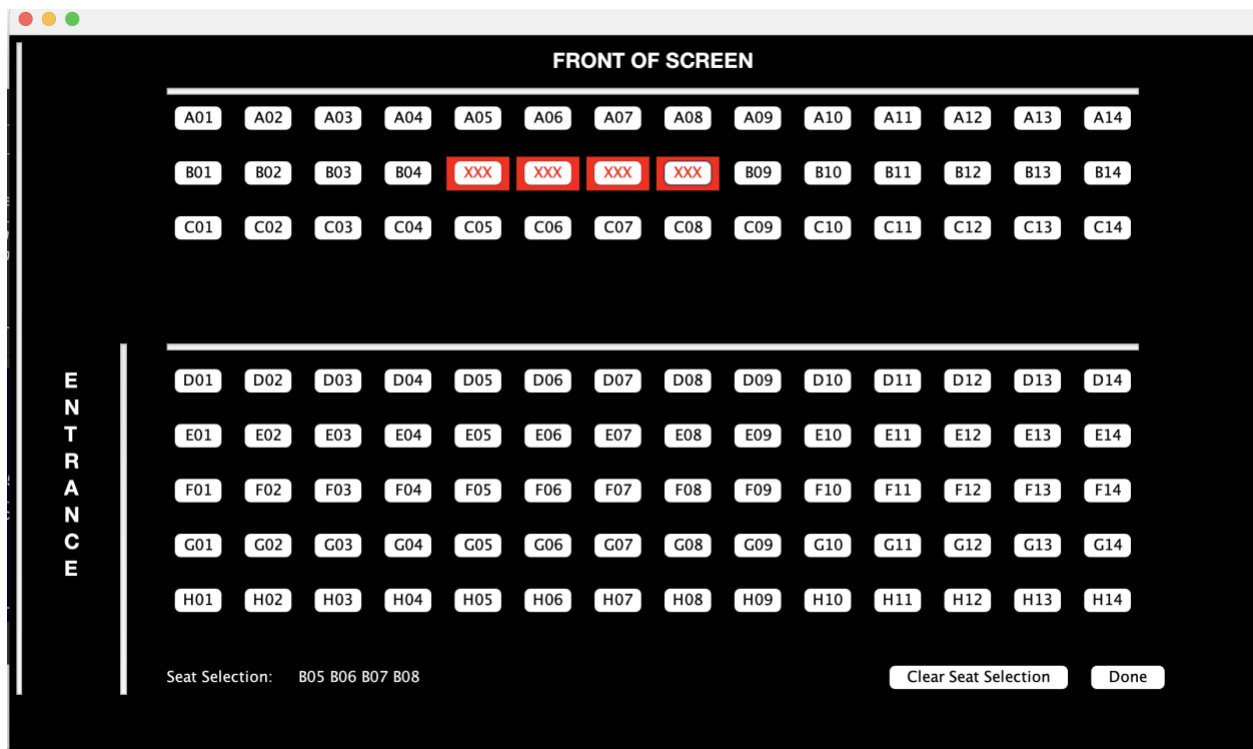 FRONT OF SCREEN
A01 A02 A03 A04 A05 A06 A07 A08 A09 A10 A11 A12 A13 A14
B01 B02 B03 B04 XXX XXX XXX XXX B09 B10 B11 B12 B13 B14
C01 C02 C03 C04 C05 C06 C07 C08 C09 C10 C11 C12 C13 C14
ENTRANCE
D01 D02 D03 D04 D05 D06 D07 D08 D09 D10 D11 D12 D13 D14
E01 E02 E03 E04 E05 E06 E07 E08 E09 E10 E11 E12 E13 E14
F01 F02 F03 F04 F05 F06 F07 F08 F09 F10 F11 F12 F13 F14
G01 G02 G03 G04 G05 G06 G07 G08 G09 G10 G11 G12 G13 G14
H01 H02 H03 H04 H05 H06 H07 H08 H09 H10 H11 H12 H13 H14
Seat Selection: B05 B06 B07 B08 Clear Seat Selection Done